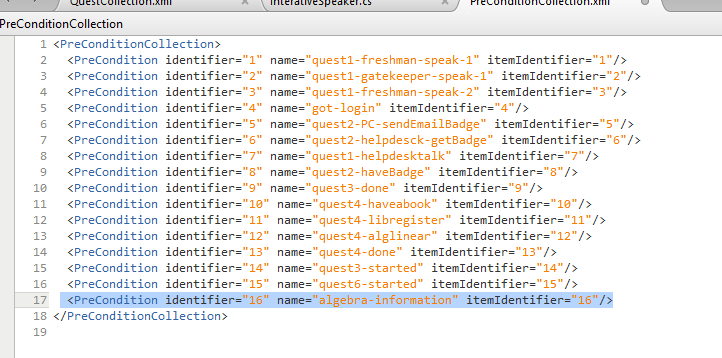 QuestCollection.xml InterativeSpeaker.cs PreConditionCollection.xml
PreConditionCollection
1 <PreConditionCollection>
2 <PreCondition identifier="1" name="quest1-freshman-speak-1" itemIdentifier="1"/>
3 <PreCondition identifier="2" name="quest1-gatekeeper-speak-1" itemIdentifier="2"/>
4 <PreCondition identifier="3" name="quest1-freshman-speak-2" itemIdentifier="3"/>
5 <PreCondition identifier="4" name="got-login" itemIdentifier="4"/>
6 <PreCondition identifier="5" name="quest2-PC-sendEmailBadge" itemIdentifier="5"/>
7 <PreCondition identifier="6" name="quest2-helpdesck-getBadge" itemIdentifier="6"/>
8 <PreCondition identifier="7" name="quest1-helpdesktalk" itemIdentifier="7"/>
9 <PreCondition identifier="8" name="quest2-haveBadge" itemIdentifier="8"/>
10 <PreCondition identifier="9" name="quest3-done" itemIdentifier="9"/>
11 <PreCondition identifier="10" name="quest4-haveabook" itemIdentifier="10"/>
12 <PreCondition identifier="11" name="quest4-libregister" itemIdentifier="11"/>
13 <PreCondition identifier="12" name="quest4-alglinear" itemIdentifier="12"/>
14 <PreCondition identifier="13" name="quest4-done" itemIdentifier="13"/>
15 <PreCondition identifier="14" name="quest3-started" itemIdentifier="14"/>
16 <PreCondition identifier="15" name="quest6-started" itemIdentifier="15"/>
17 <PreCondition identifier="16" name="algebra-information" itemIdentifier="16"/>
18 </PreConditionCollection>
19